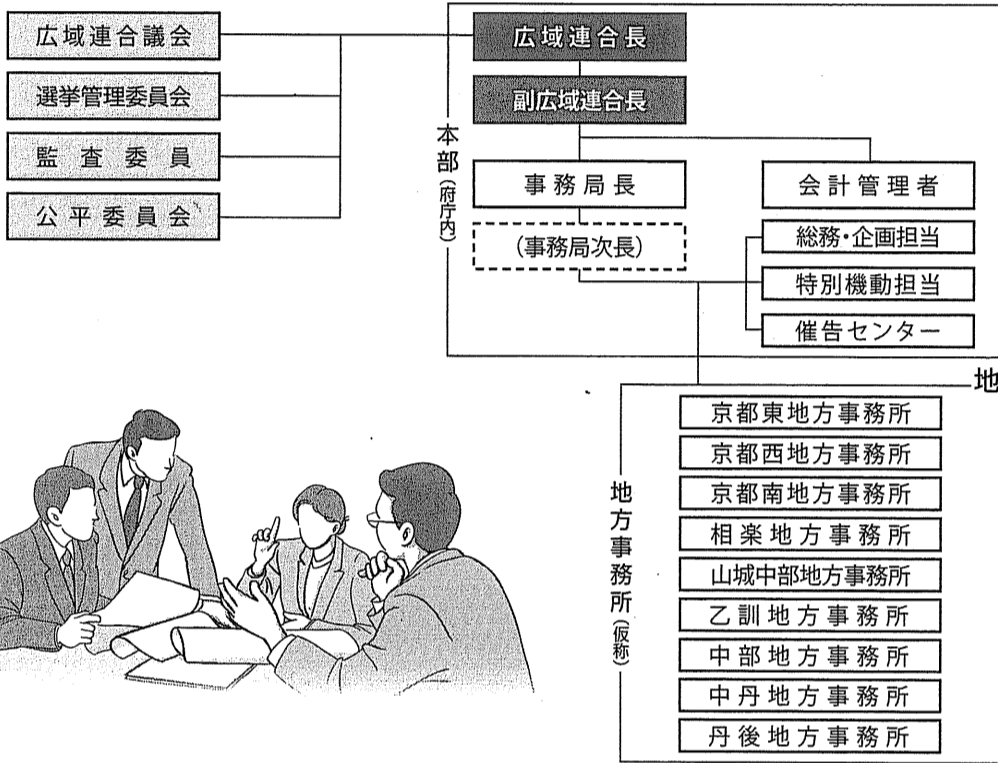 広域連合議会
選挙管理委員会
監査委員
公平委員会
本部(府庁内)
広域連合長
副広域連合長
事務局長
(事務局次長)
会計管理者
総務・企画担当
特別機動担当
催告センター
地
地方事務所(仮称)
京都東地方事務所
京都西地方事務所
京都南地方事務所
相楽地方事務所
山城中部地方事務所
乙訓地方事務所
中部地方事務所
中丹地方事務所
丹後地方事務所